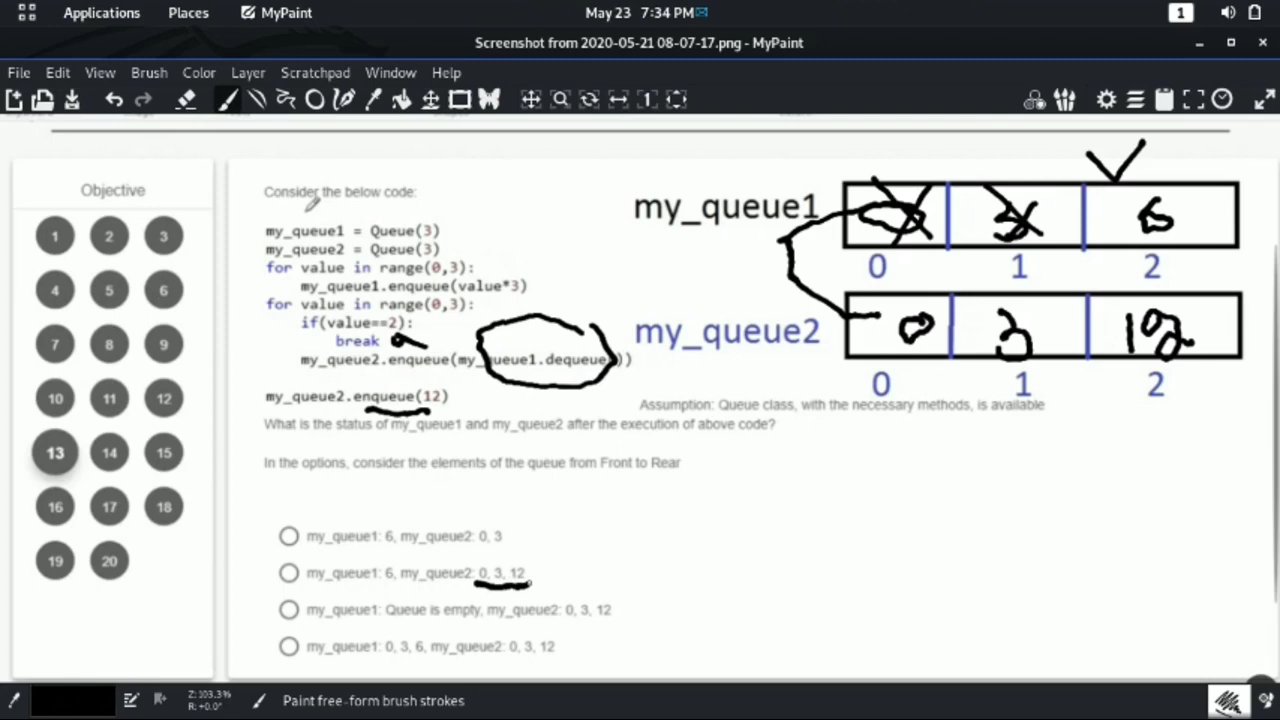 Applications Places MyPaint May 23 7:34 PM 1
Screenshot from 2020-05-21 08-07-17.png - MyPaint
File Edit View Brush Color Layer Scratchpad Window Help
Objective
1 2 3
4 5 6
7 8 9
10 11 12
13 14 15
16 17 18
19 20
Consider the below code:
my_queue1 = Queue(3)
my_queue2 = Queue(3)
for value in range(0,3):
my_queue1.enqueue(value*3)
for value in range(0,3):
if(value==2):
break
my_queue2.enqueue(my_queue1.dequeue())
my_queue2.enqueue(12)
my_queue1 0 3 6
0 1 2
my_queue2 0 3 12
0 1 2
Assumption: Queue class, with the necessary methods, is available
What is the status of my_queue1 and my_queue2 after the execution of above code?
In the options, consider the elements of the queue from Front to Rear
my_queue1: 6, my_queue2: 0, 3
my_queue1: 6, my_queue2: 0, 3, 12
my_queue1: Queue is empty, my_queue2: 0, 3, 12
my_queue1: 0, 3, 6, my_queue2: 0, 3, 12
Z: 103.3%
R: +0.0°
Paint free-form brush strokes